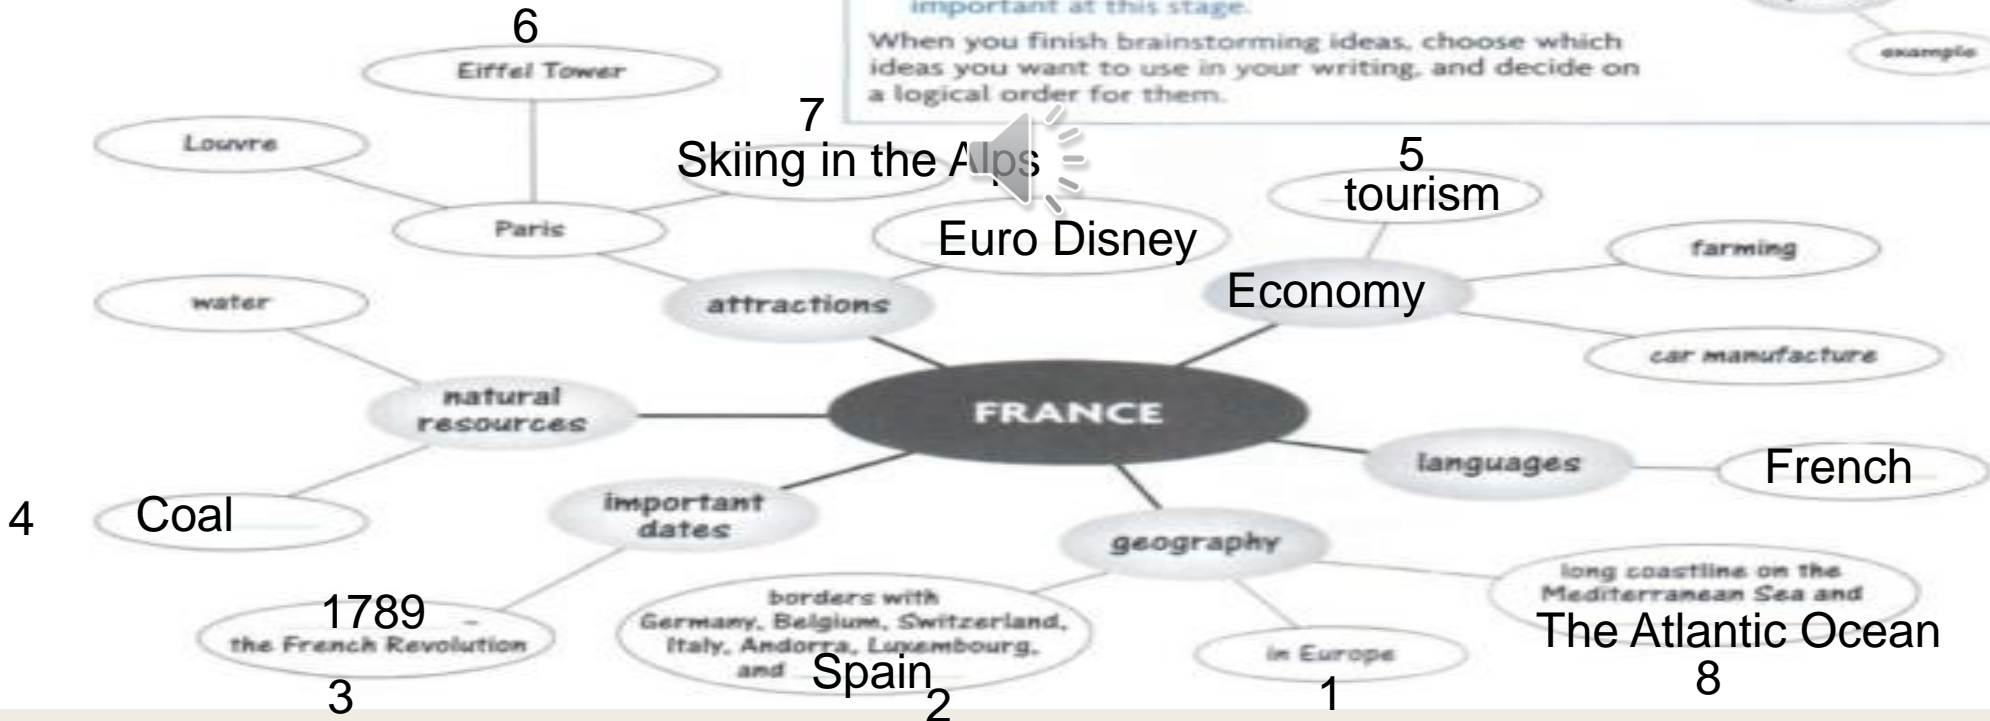 important at this stage.
When you finish brainstorming ideas, choose which
ideas you want to use in your writing, and decide on
a logical order for them.
example
6
Eiffel Tower
Louvre
7
Skiing in the Alps
Paris
Euro Disney
attractions
5
tourism
Economy
farming
car manufacture
water
natural
resources
FRANCE
languages
French
4
Coal
important
dates
geography
1789
the French Revolution
3
borders with
Germany, Belgium, Switzerland,
Italy, Andorra, Luxembourg,
and Spain
2
in Europe
1
long coastline on the
Mediterranean Sea and
The Atlantic Ocean
8